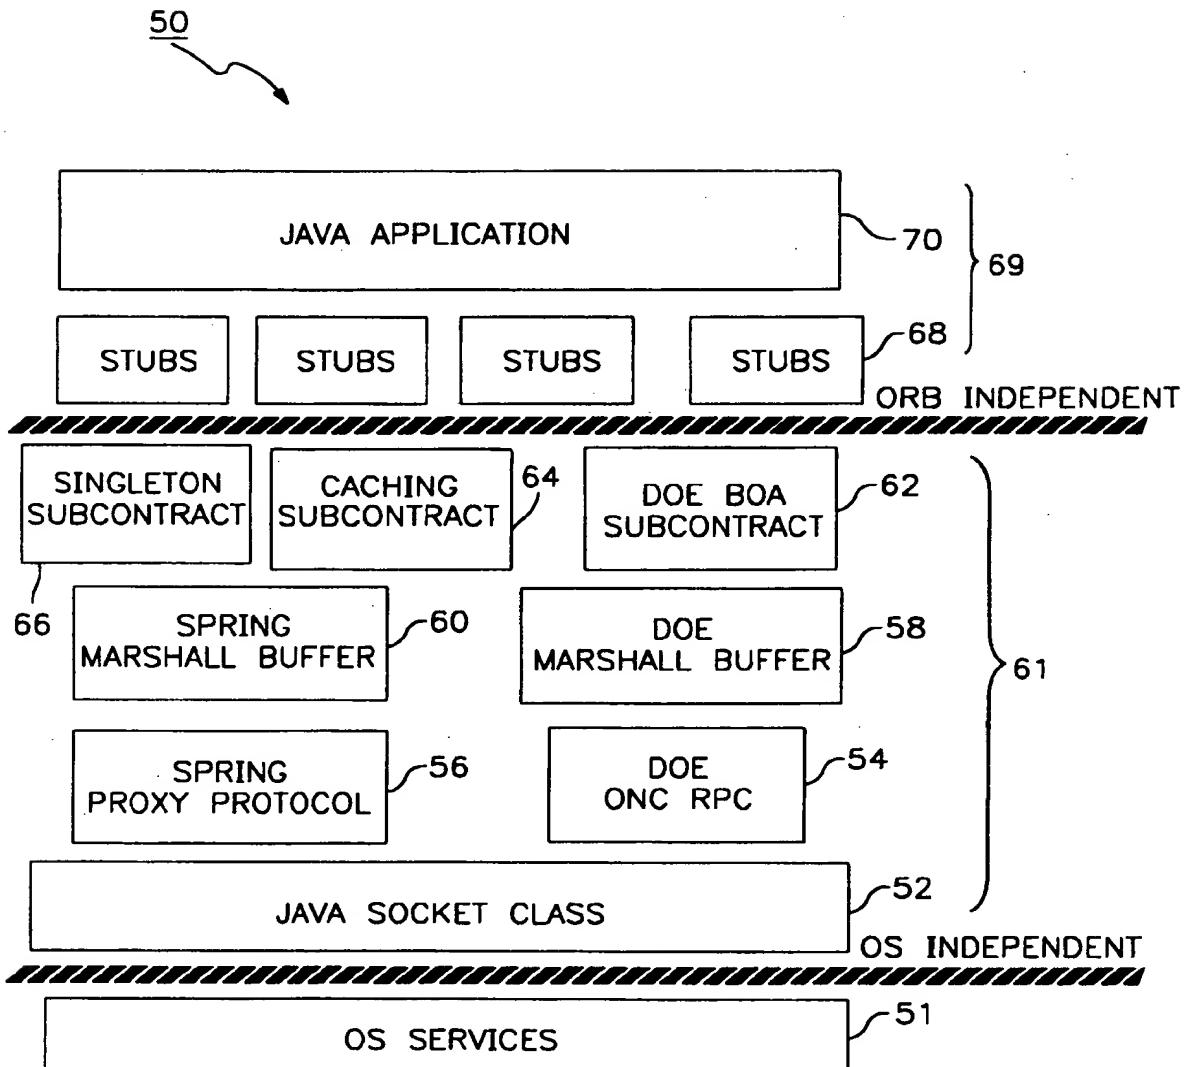 50
JAVA APPLICATION
70
69
STUBS
STUBS
STUBS
STUBS
68
ORB INDEPENDENT
SINGLETON
SUBCONTRACT
66
CACHING
SUBCONTRACT
64
DOE BOA
SUBCONTRACT
62
SPRING
MARSHALL BUFFER
60
DOE
MARSHALL BUFFER
58
61
SPRING
PROXY PROTOCOL
56
DOE
ONC RPC
54
JAVA SOCKET CLASS
52
OS INDEPENDENT
OS SERVICES
51